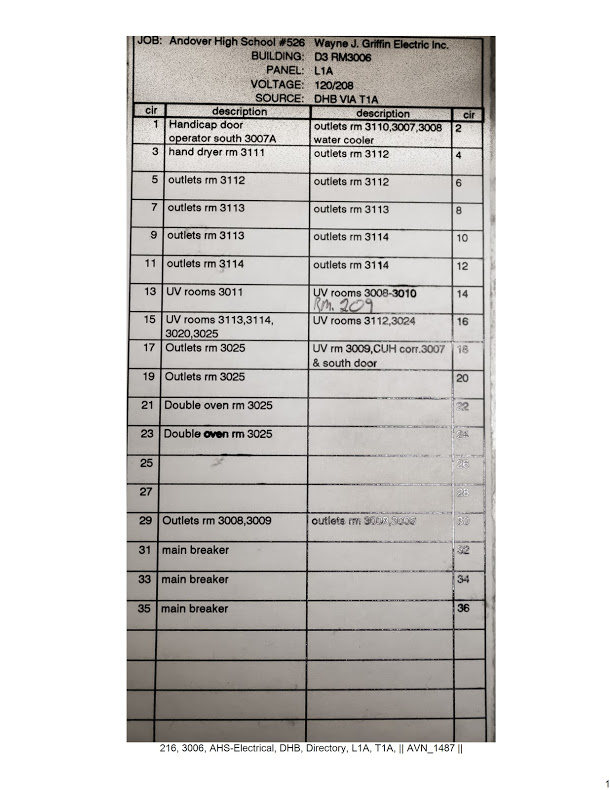 JOB: Andover High School #526 Wayne J. Griffin Electric Inc.
BUILDING: D3 RM3006
PANEL: L1A
VOLTAGE: 120/208
SOURCE: DHB VIA T1A
cir description description cir
1 Handicap door outlets rm 3110,3007,3008 2
operator south 3007A water cooler
3 hand dryer rm 3111 outlets rm 3112 4
5 outlets rm 3112 outlets rm 3112 6
7 outlets rm 3113 outlets rm 3113 8
9 outlets rm 3113 outlets rm 3114 10
11 outlets rm 3114 outlets rm 3114 12
13 UV rooms 3011 UV rooms 3008-3010 14
Rm. 209
15 UV rooms 3113,3114, UV rooms 3112,3024 16
3020,3025
17 Outlets rm 3025 UV rm 3009,CUH corr.3007 18
& south door
19 Outlets rm 3025 20
21 Double oven rm 3025 22
23 Double oven rm 3025 24
25 26
27 28
29 Outlets rm 3008,3009 outlets rm 30
31 main breaker 32
33 main breaker 34
35 main breaker 36
216, 3006, AHS-Electrical, DHB, Directory, L1A, T1A, || AVN_1487 ||
1